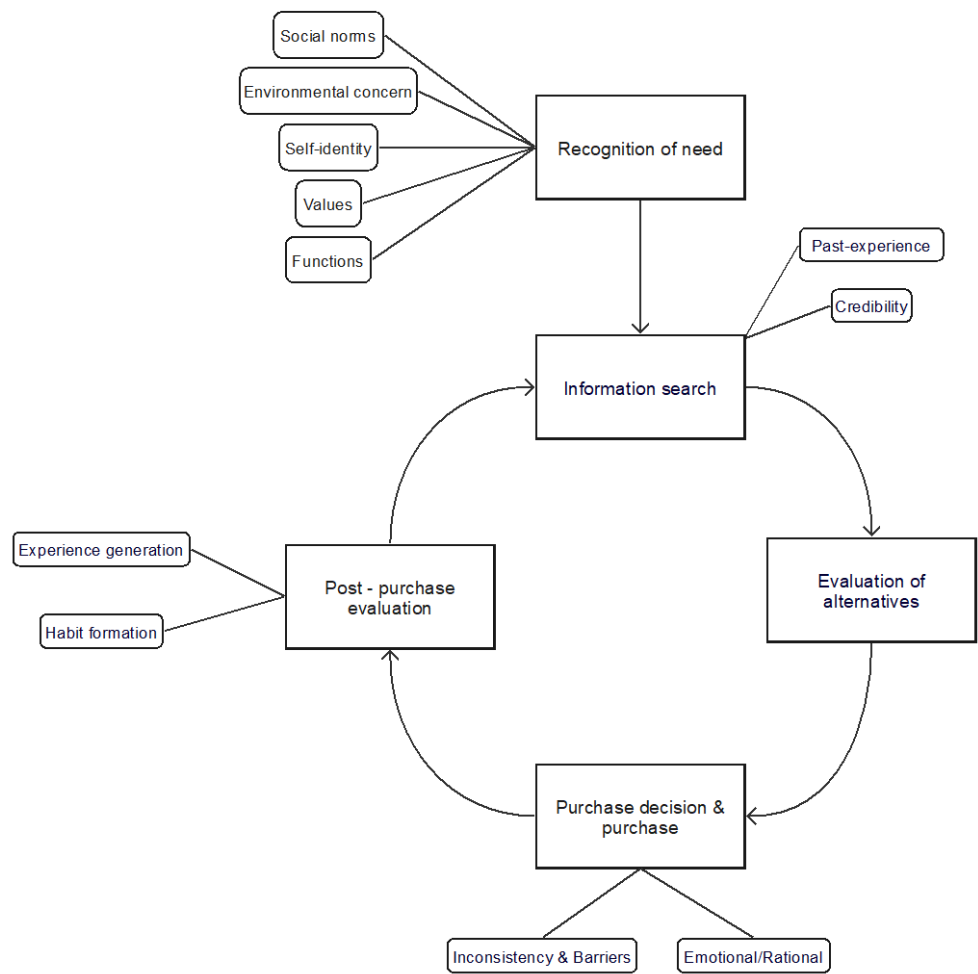 Social norms
Environmental concern
Self-identity
Values
Functions
Recognition of need
Past-experience
Credibility
Information search
Experience generation
Habit formation
Post - purchase
evaluation
Evaluation of
alternatives
Purchase decision &
purchase
Inconsistency & Barriers
Emotional/Rational